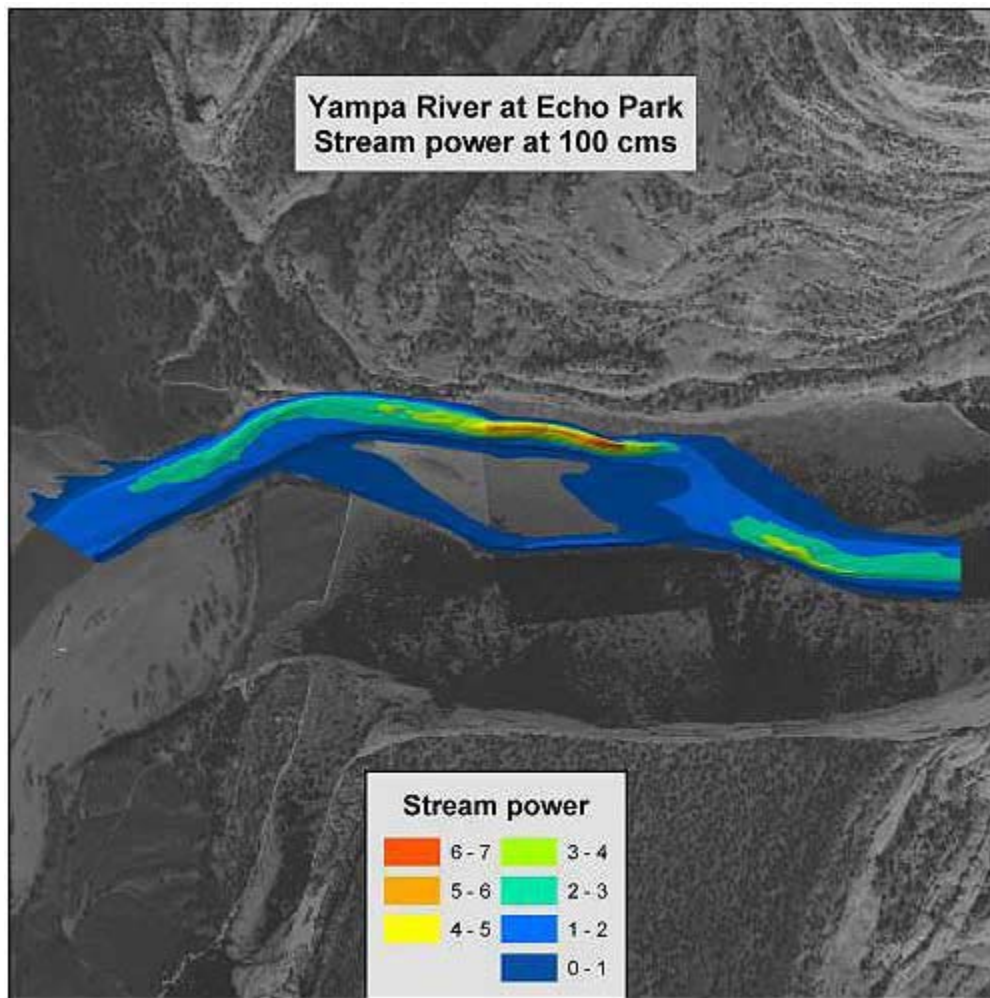 Yampa River at Echo Park
Stream power at 100 cms
Stream power
6 - 7
3 - 4
5 - 6
2 - 3
4 - 5
1 - 2
0 - 1